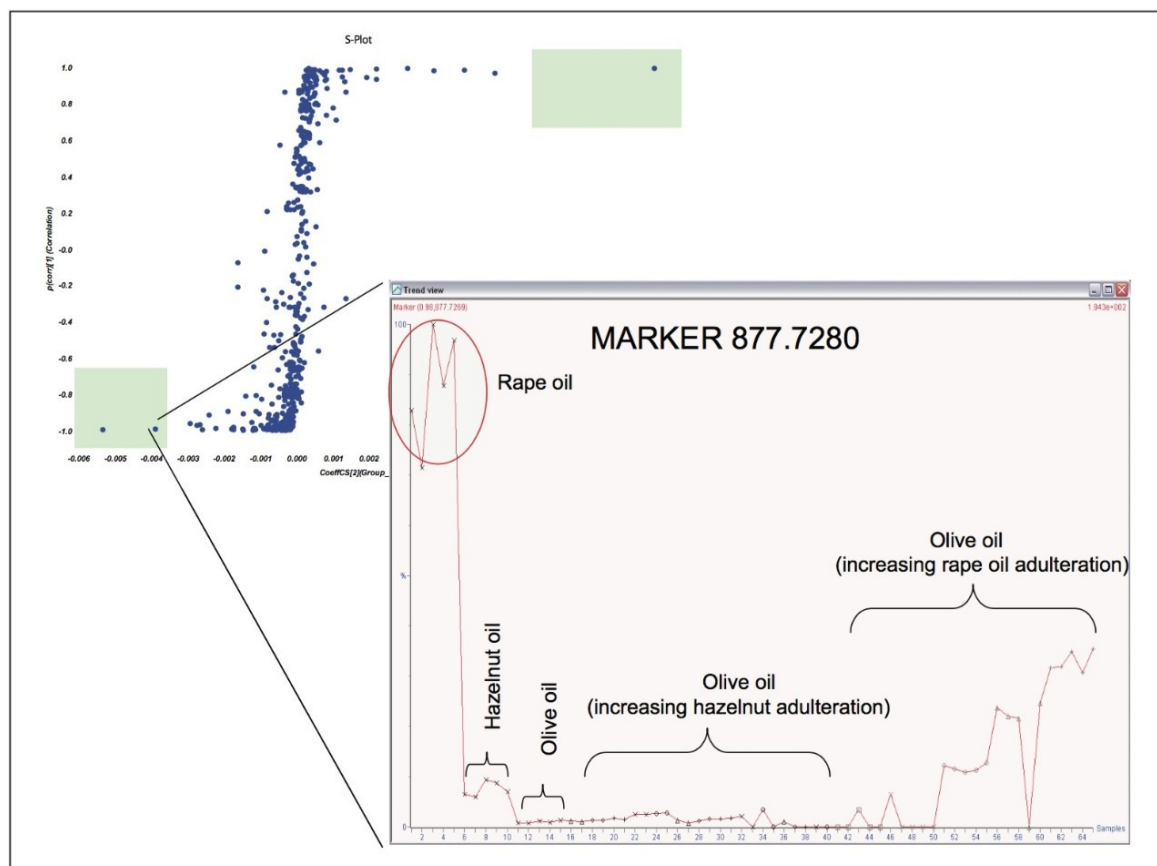 S-Plot
1.0
0.8
0.6
0.4
0.2
-0.0
-0.2
-0.4
-0.6
-0.8
-1.0
p(corr)[1] (Correlation)
-0.006 -0.005 -0.004 -0.003 -0.002 -0.001 0.000 0.001 0.002
CoeffCS[2](Group_
Trend view
Marker (0.98,877.7269) 1.943e+002
MARKER 877.7280
100
%
0
Rape oil
Hazelnut oil
Olive oil
Olive oil
(increasing hazelnut adulteration)
Olive oil
(increasing rape oil adulteration)
Samples
2 4 6 8 10 12 14 16 18 20 22 24 26 28 30 32 34 36 38 40 42 44 46 48 50 52 54 56 58 60 62 64